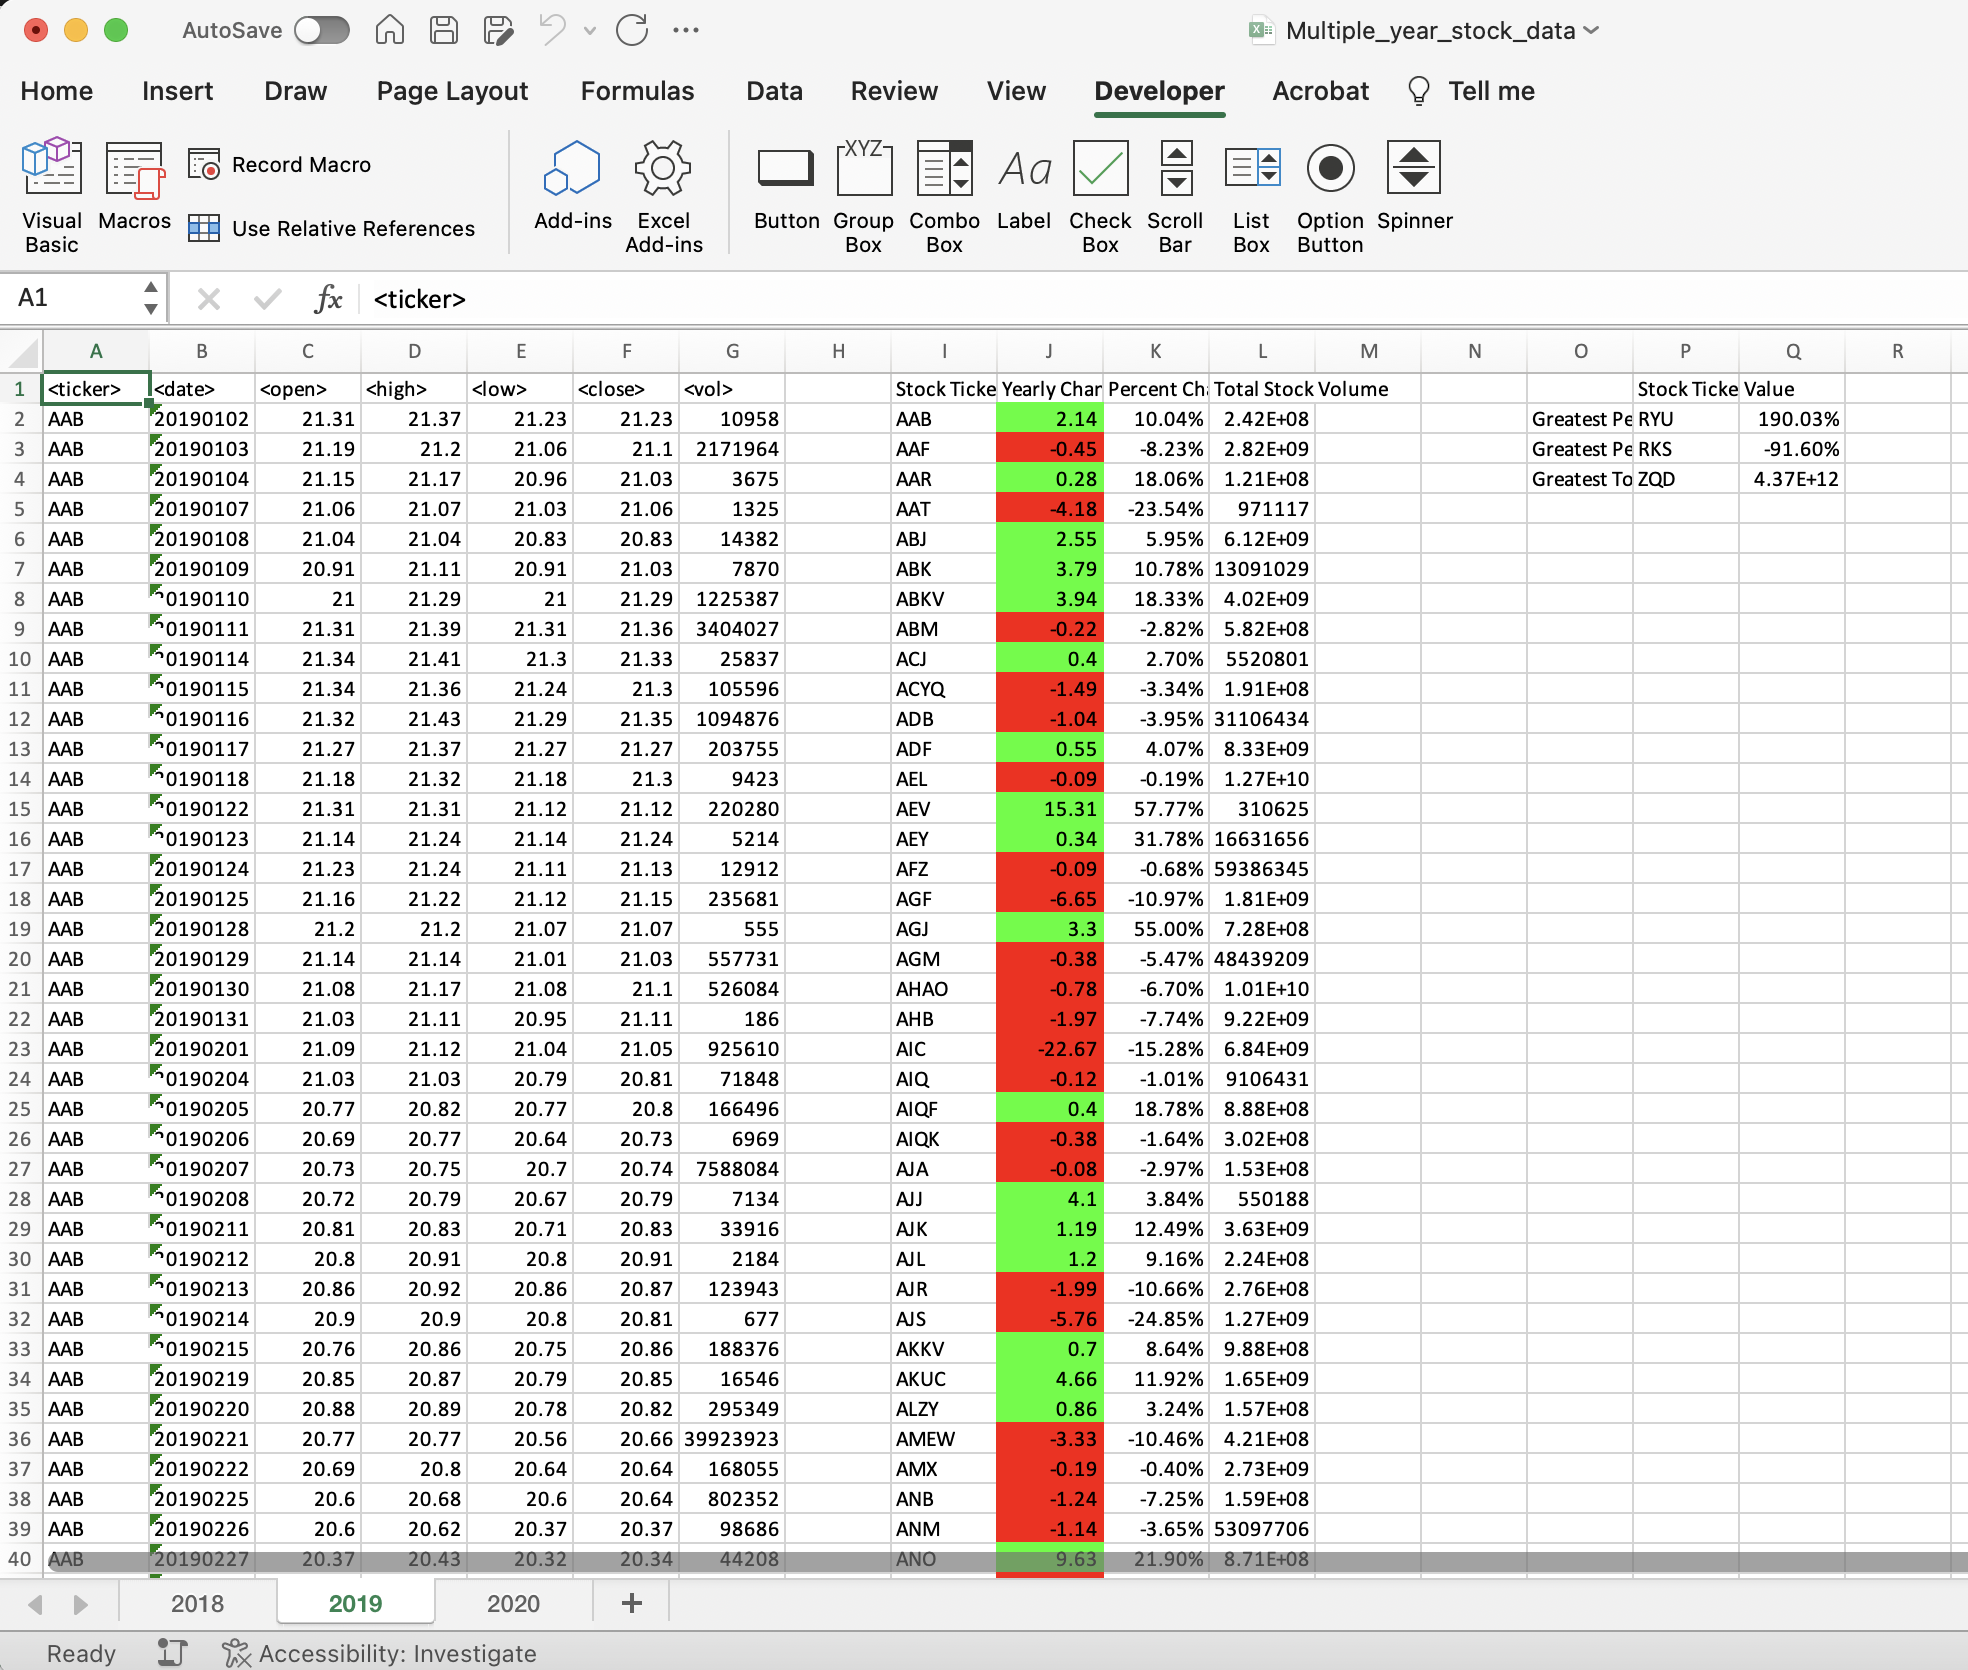 AutoSave Multiple_year_stock_data
Home Insert Draw Page Layout Formulas Data Review View Developer Acrobat Tell me
Visual Basic Macros Record Macro Use Relative References Add-ins Excel Add-ins Button XYZ Group Box Combo Box Aa Label Check Box Scroll Bar List Box Option Button Spinner
A1 fx <ticker>
A B C D E F G H I J K L M N O P Q R
1 <ticker> <date> <open> <high> <low> <close> <vol> Stock Ticke Yearly Char Percent Cha Total Stock Volume Stock Ticke Value
2 AAB 20190102 21.31 21.37 21.23 21.23 10958 AAB 2.14 10.04% 2.42E+08 Greatest Pe RYU 190.03%
3 AAB 20190103 21.19 21.2 21.06 21.1 2171964 AAF -0.45 -8.23% 2.82E+09 Greatest Pe RKS -91.60%
4 AAB 20190104 21.15 21.17 20.96 21.03 3675 AAR 0.28 18.06% 1.21E+08 Greatest To ZQD 4.37E+12
5 AAB 20190107 21.06 21.07 21.03 21.06 1325 AAT -4.18 -23.54% 971117
6 AAB 20190108 21.04 21.04 20.83 20.83 14382 ABJ 2.55 5.95% 6.12E+09
7 AAB 20190109 20.91 21.11 20.91 21.03 7870 ABK 3.79 10.78% 13091029
8 AAB 20190110 21 21.29 21 21.29 1225387 ABKV 3.94 18.33% 4.02E+09
9 AAB 20190111 21.31 21.39 21.31 21.36 3404027 ABM -0.22 -2.82% 5.82E+08
10 AAB 20190114 21.34 21.41 21.3 21.33 25837 ACJ 0.4 2.70% 5520801
11 AAB 20190115 21.34 21.36 21.24 21.3 105596 ACYQ -1.49 -3.34% 1.91E+08
12 AAB 20190116 21.32 21.43 21.29 21.35 1094876 ADB -1.04 -3.95% 31106434
13 AAB 20190117 21.27 21.37 21.27 21.27 203755 ADF 0.55 4.07% 8.33E+09
14 AAB 20190118 21.18 21.32 21.18 21.3 9423 AEL -0.09 -0.19% 1.27E+10
15 AAB 20190122 21.31 21.31 21.12 21.12 220280 AEV 15.31 57.77% 310625
16 AAB 20190123 21.14 21.24 21.14 21.24 5214 AEY 0.34 31.78% 16631656
17 AAB 20190124 21.23 21.24 21.11 21.13 12912 AFZ -0.09 -0.68% 59386345
18 AAB 20190125 21.16 21.22 21.12 21.15 235681 AGF -6.65 -10.97% 1.81E+09
19 AAB 20190128 21.2 21.2 21.07 21.07 555 AGJ 3.3 55.00% 7.28E+08
20 AAB 20190129 21.14 21.14 21.01 21.03 557731 AGM -0.38 -5.47% 48439209
21 AAB 20190130 21.08 21.17 21.08 21.1 526084 AHAO -0.78 -6.70% 1.01E+10
22 AAB 20190131 21.03 21.11 20.95 21.11 186 AHB -1.97 -7.74% 9.22E+09
23 AAB 20190201 21.09 21.12 21.04 21.05 925610 AIC -22.67 -15.28% 6.84E+09
24 AAB 20190204 21.03 21.03 20.79 20.81 71848 AIQ -0.12 -1.01% 9106431
25 AAB 20190205 20.77 20.82 20.77 20.8 166496 AIQF 0.4 18.78% 8.88E+08
26 AAB 20190206 20.69 20.77 20.64 20.73 6969 AIQK -0.38 -1.64% 3.02E+08
27 AAB 20190207 20.73 20.75 20.7 20.74 7588084 AJA -0.08 -2.97% 1.53E+08
28 AAB 20190208 20.72 20.79 20.67 20.79 7134 AJJ 4.1 3.84% 550188
29 AAB 20190211 20.81 20.83 20.71 20.83 33916 AJK 1.19 12.49% 3.63E+09
30 AAB 20190212 20.8 20.91 20.8 20.91 2184 AJL 1.2 9.16% 2.24E+08
31 AAB 20190213 20.86 20.92 20.86 20.87 123943 AJR -1.99 -10.66% 2.76E+08
32 AAB 20190214 20.9 20.9 20.8 20.81 677 AJS -5.76 -24.85% 1.27E+09
33 AAB 20190215 20.76 20.86 20.75 20.86 188376 AKKV 0.7 8.64% 9.88E+08
34 AAB 20190219 20.85 20.87 20.79 20.85 16546 AKUC 4.66 11.92% 1.65E+09
35 AAB 20190220 20.88 20.89 20.78 20.82 295349 ALZY 0.86 3.24% 1.57E+08
36 AAB 20190221 20.77 20.77 20.56 20.66 39923923 AMEW -3.33 -10.46% 4.21E+08
37 AAB 20190222 20.69 20.8 20.64 20.64 168055 AMX -0.19 -0.40% 2.73E+09
38 AAB 20190225 20.6 20.68 20.6 20.64 802352 ANB -1.24 -7.25% 1.59E+08
39 AAB 20190226 20.6 20.62 20.37 20.37 98686 ANM -1.14 -3.65% 53097706
40 AAB 20190227 20.37 20.43 20.32 20.34 44208 ANO 9.63 21.90% 8.71E+08
2018 2019 2020 +
Ready Accessibility: Investigate